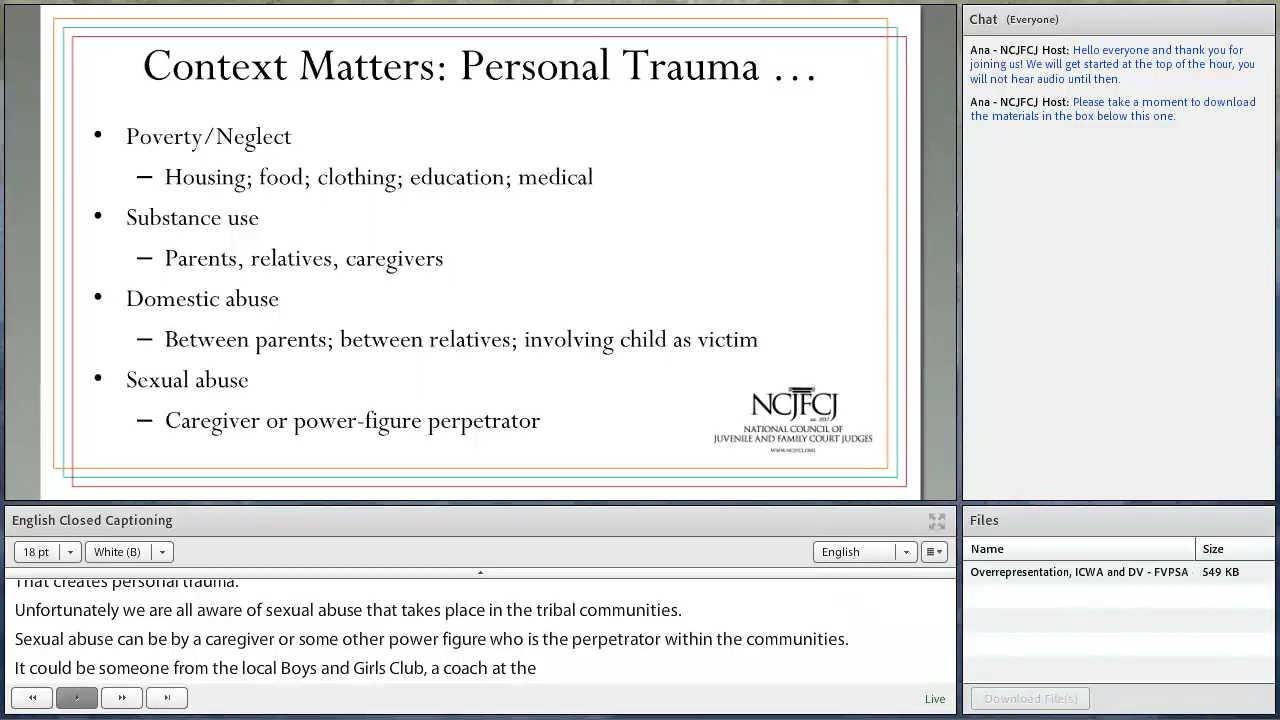 Context Matters: Personal Trauma …
• Poverty/Neglect
– Housing; food; clothing; education; medical
• Substance use
– Parents, relatives, caregivers
• Domestic abuse
– Between parents; between relatives; involving child as victim
• Sexual abuse
– Caregiver or power-figure perpetrator
NCJFCJ
est. 1937
NATIONAL COUNCIL OF
JUVENILE AND FAMILY COURT JUDGES
WWW.NCJFCJ.ORG
Chat (Everyone)
Ana - NCJFCJ Host: Hello everyone and thank you for
joining us! We will get started at the top of the hour, you
will not hear audio until then.
Ana - NCJFCJ Host: Please take a moment to download
the materials in the box below this one.
English Closed Captioning
18 pt
White (B)
English
That creates personal trauma.
Unfortunately we are all aware of sexual abuse that takes place in the tribal communities.
Sexual abuse can be by a caregiver or some other power figure who is the perpetrator within the communities.
It could be someone from the local Boys and Girls Club, a coach at the
Live
Files
Name Size
Overrepresentation, ICWA and DV - FVPSA 549 KB
Download File(s)